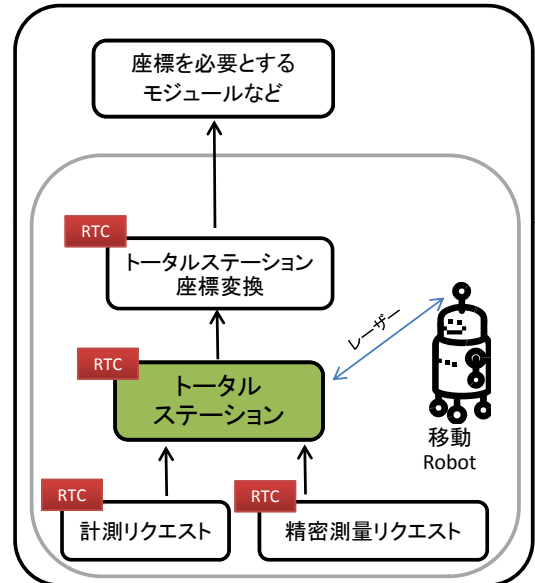 座標を必要とする
モジュールなど
RTC
トータルステーション
座標変換
レーザー
RTC
トータル
ステーション
移動
Robot
RTC
計測リクエスト
RTC
精密測量リクエスト